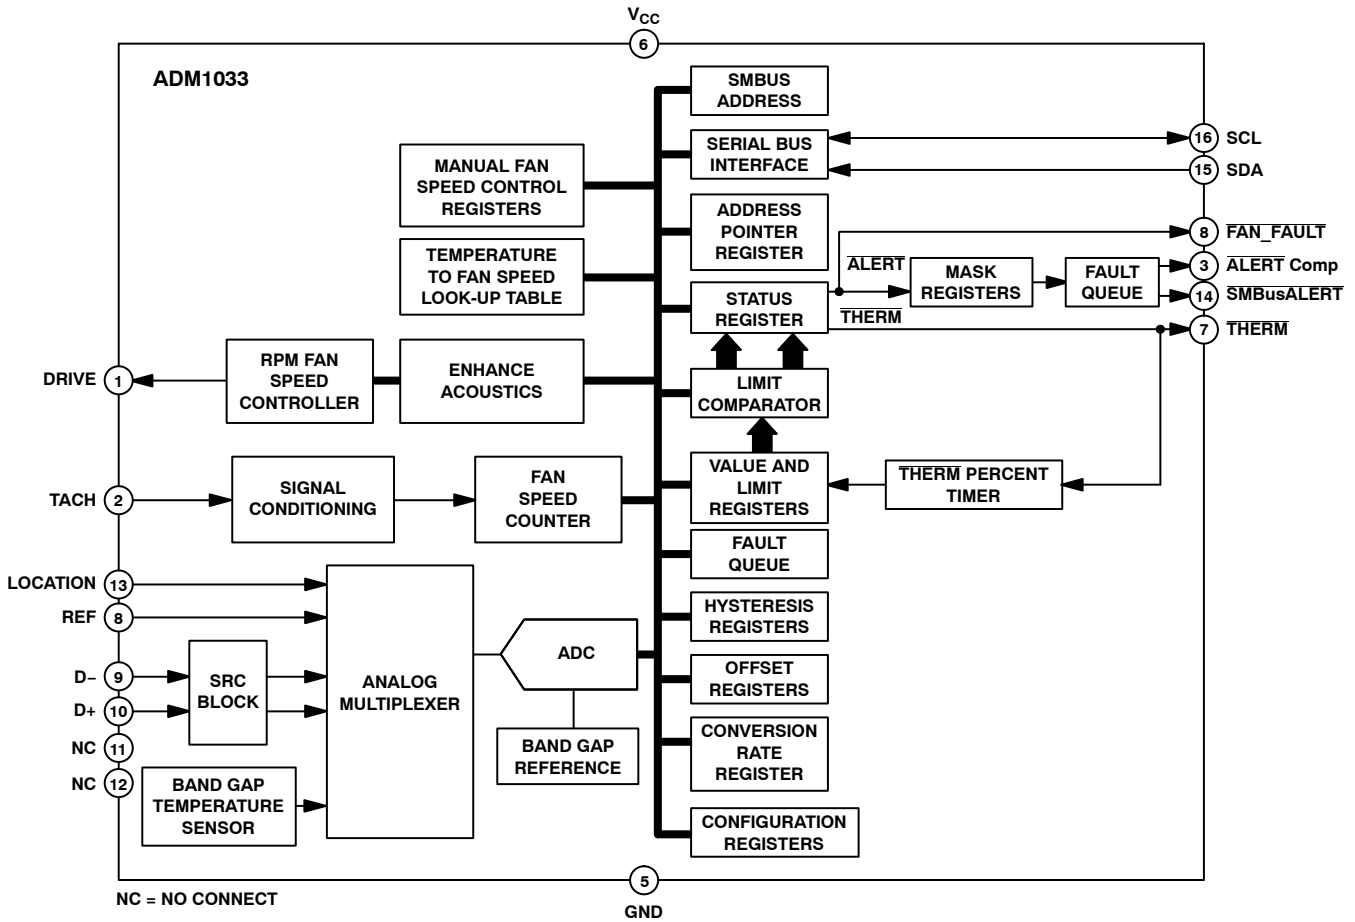 VCC
6
ADM1033
SMBUS
ADDRESS
SERIAL BUS
INTERFACE
16 SCL
15 SDA
MANUAL FAN
SPEED CONTROL
REGISTERS
ADDRESS
POINTER
REGISTER
8 FAN_FAULT
TEMPERATURE
TO FAN SPEED
LOOK-UP TABLE
ALERT
MASK
REGISTERS
FAULT
QUEUE
3 ALERT Comp
14 SMBusALERT
STATUS
REGISTER
THERM
7 THERM
DRIVE 1
RPM FAN
SPEED
CONTROLLER
ENHANCE
ACOUSTICS
LIMIT
COMPARATOR
TACH 2
SIGNAL
CONDITIONING
FAN
SPEED
COUNTER
VALUE AND
LIMIT
REGISTERS
THERM PERCENT
TIMER
FAULT
QUEUE
LOCATION 13
REF 8
HYSTERESIS
REGISTERS
D– 9
D+ 10
SRC
BLOCK
ANALOG
MULTIPLEXER
ADC
OFFSET
REGISTERS
NC 11
NC 12
BAND GAP
TEMPERATURE
SENSOR
BAND GAP
REFERENCE
CONVERSION
RATE
REGISTER
CONFIGURATION
REGISTERS
5
GND
NC = NO CONNECT